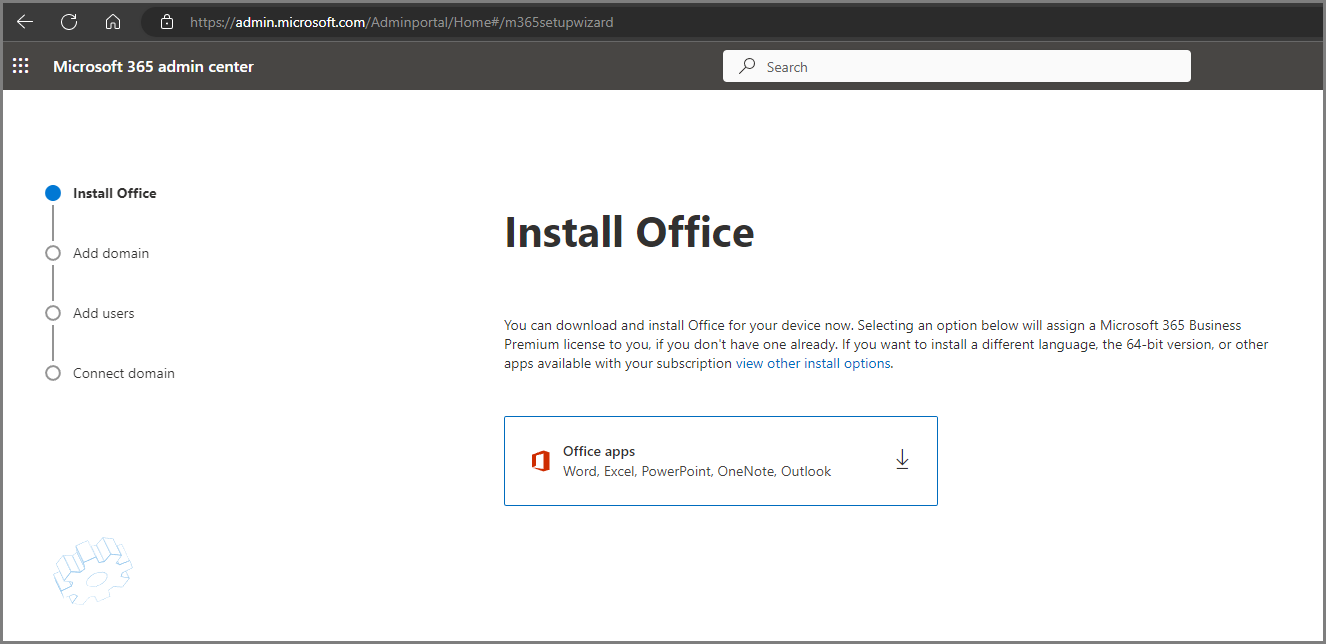 https://admin.microsoft.com/Adminportal/Home#/m365setupwizard
Microsoft 365 admin center
Search
Install Office
Add domain
Add users
Connect domain
Install Office
You can download and install Office for your device now. Selecting an option below will assign a Microsoft 365 Business
Premium license to you, if you don't have one already. If you want to install a different language, the 64-bit version, or other
apps available with your subscription view other install options.
Office apps
Word, Excel, PowerPoint, OneNote, Outlook